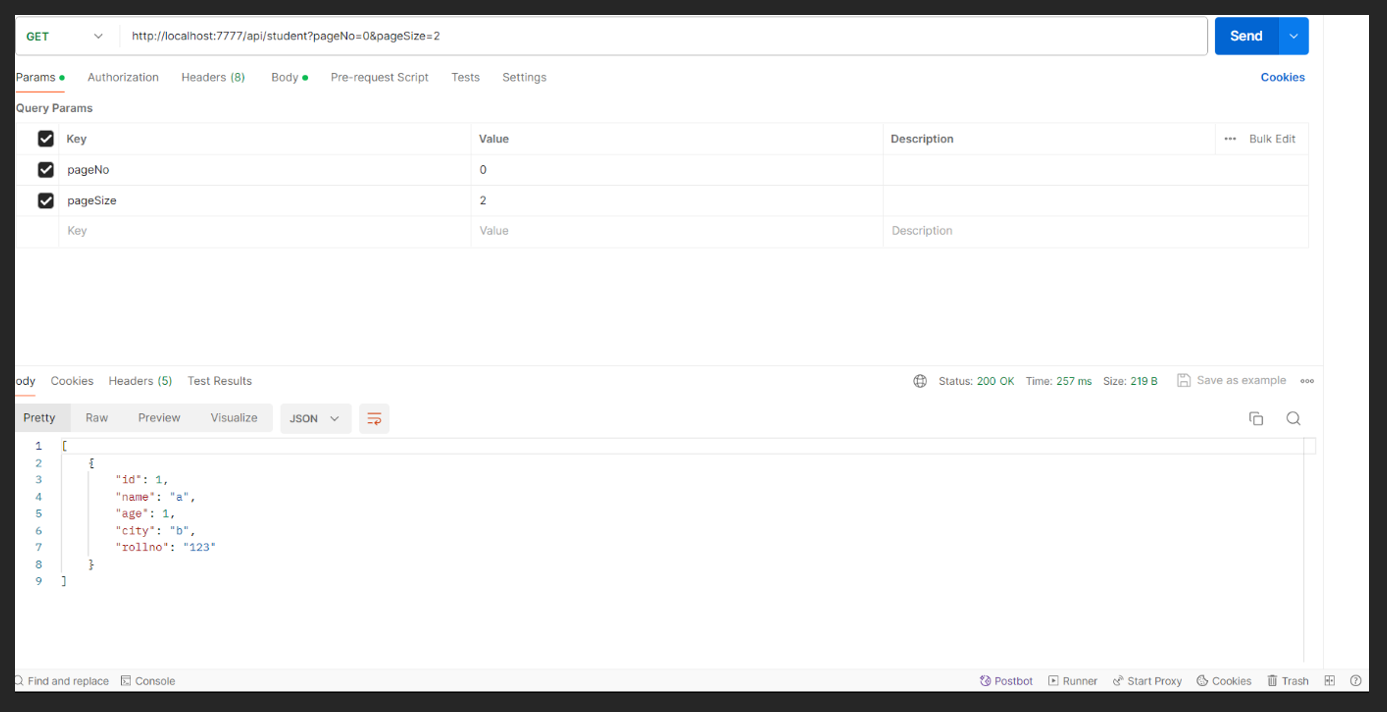 GET http://localhost:7777/api/student?pageNo=0&pageSize=2 Send
Params Authorization Headers (8) Body Pre-request Script Tests Settings Cookies
Query Params
Key Value Description ••• Bulk Edit
pageNo 0
pageSize 2
Key Value Description
ody Cookies Headers (5) Test Results Status: 200 OK Time: 257 ms Size: 219 B Save as example
Pretty Raw Preview Visualize JSON
1 [
2 {
3 "id": 1,
4 "name": "a",
5 "age": 1,
6 "city": "b",
7 "rollno": "123"
8 }
9 ]
Find and replace Console Postbot Runner Start Proxy Cookies Trash